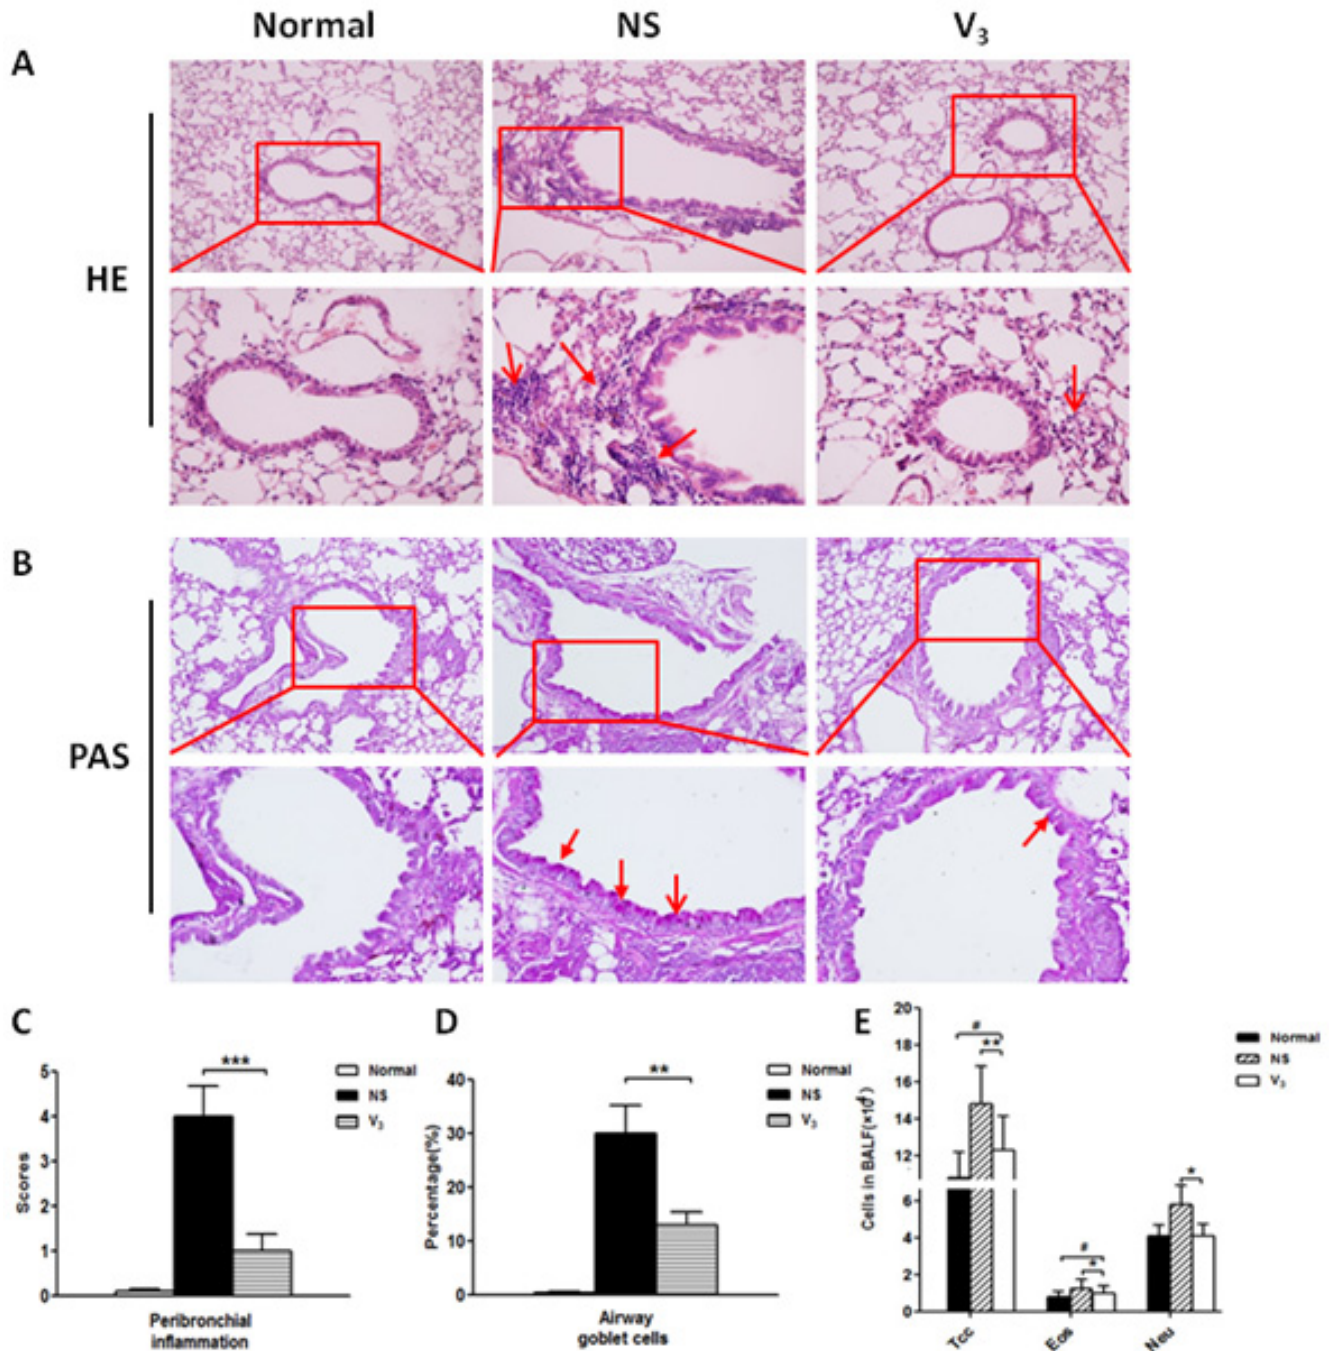 Normal NS V3
A
HE
B
PAS
C
5
4
3
2
1
0
Scores
***
Peribronchial
inflammation
Normal
NS
V3
D
40
30
20
10
0
Percentage(%)
**
Airway
goblet cells
Normal
NS
V3
E
20
18
16
14
12
6
4
2
0
Cells in BALF(×10⁴)
#
**
#
*
*
Tcc Eos Neu
Normal
NS
V3